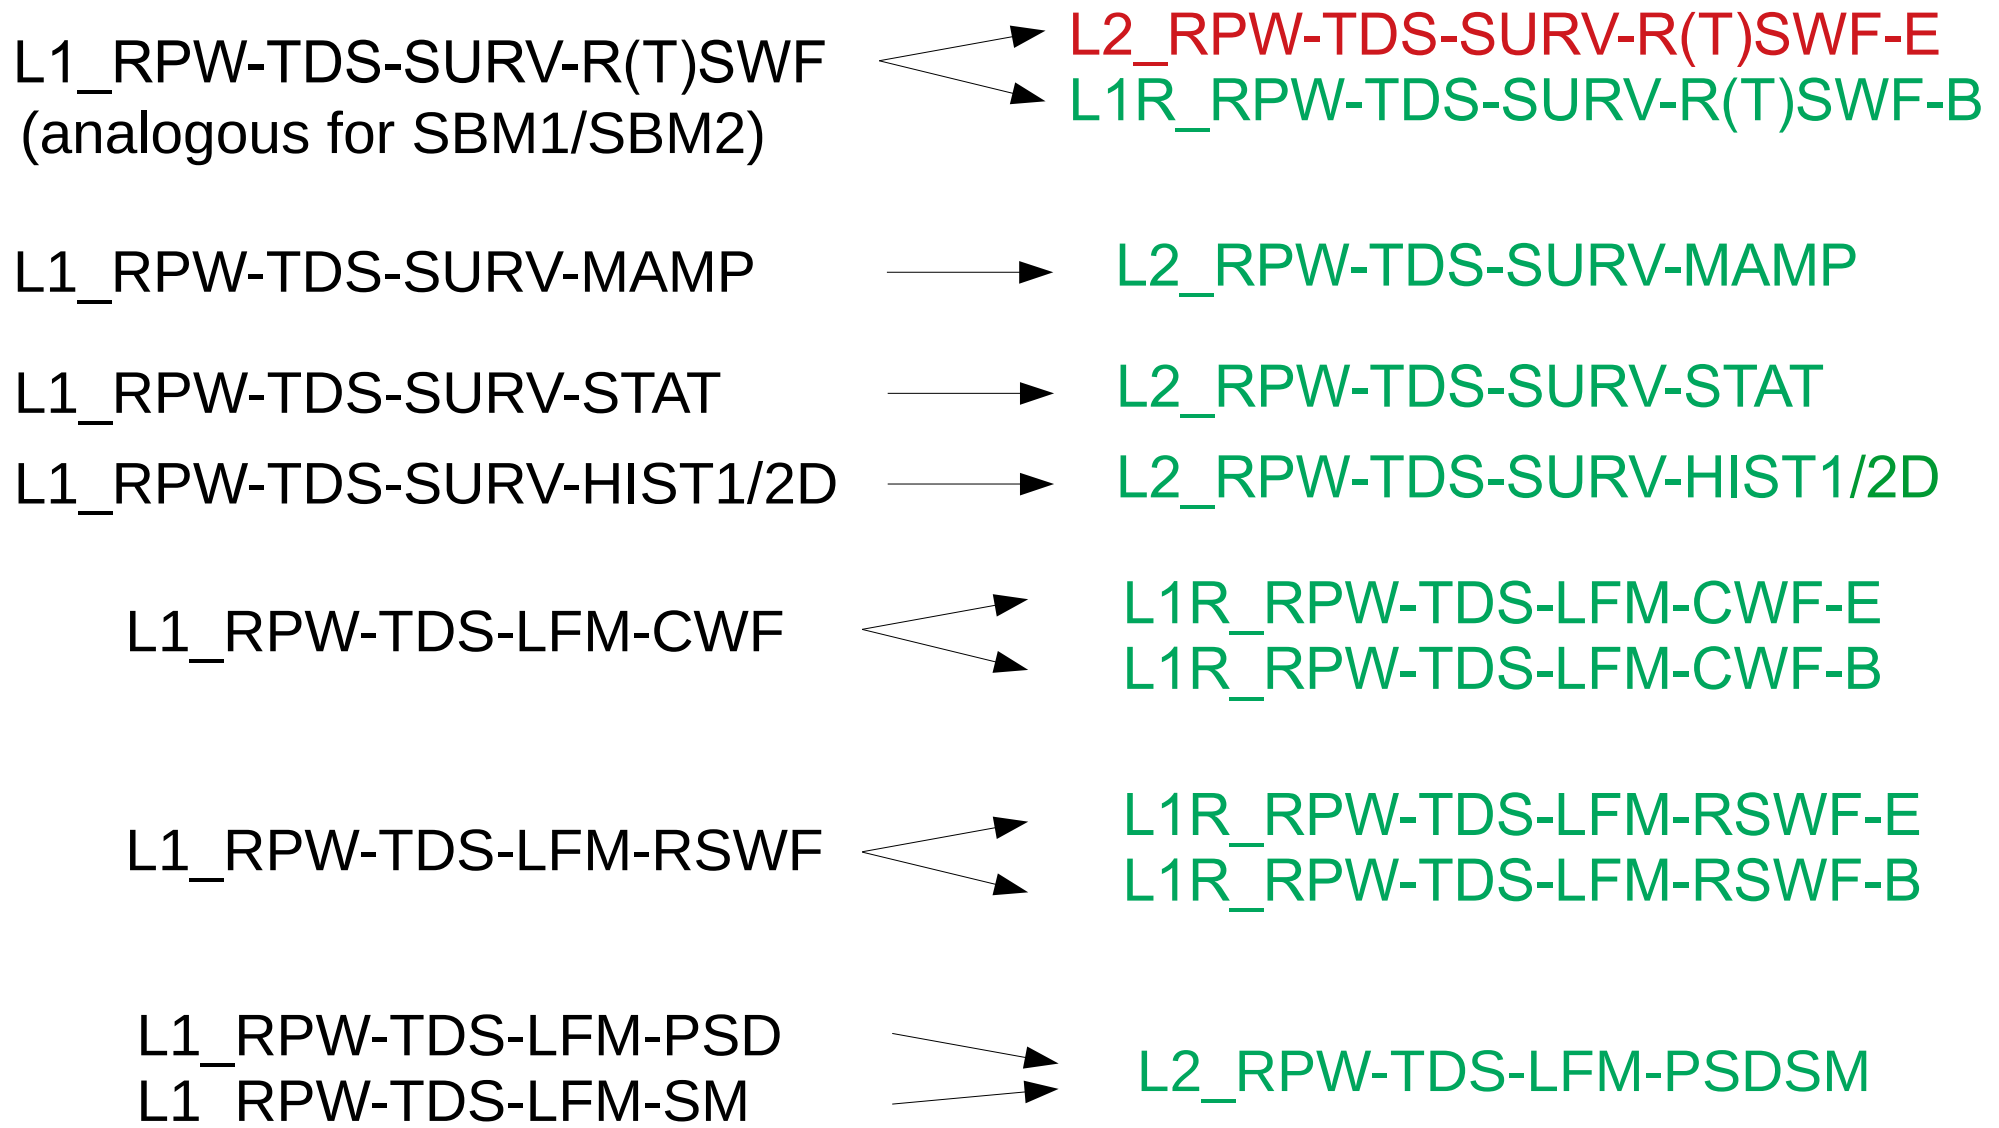 L1_RPW-TDS-SURV-R(T)SWF
(analogous for SBM1/SBM2)
L2_RPW-TDS-SURV-R(T)SWF-E
L1R_RPW-TDS-SURV-R(T)SWF-B
L1_RPW-TDS-SURV-MAMP
L2_RPW-TDS-SURV-MAMP
L1_RPW-TDS-SURV-STAT
L2_RPW-TDS-SURV-STAT
L1_RPW-TDS-SURV-HIST1/2D
L2_RPW-TDS-SURV-HIST1/2D
L1_RPW-TDS-LFM-CWF
L1R_RPW-TDS-LFM-CWF-E
L1R_RPW-TDS-LFM-CWF-B
L1_RPW-TDS-LFM-RSWF
L1R_RPW-TDS-LFM-RSWF-E
L1R_RPW-TDS-LFM-RSWF-B
L1_RPW-TDS-LFM-PSD
L1_RPW-TDS-LFM-SM
L2_RPW-TDS-LFM-PSDSM